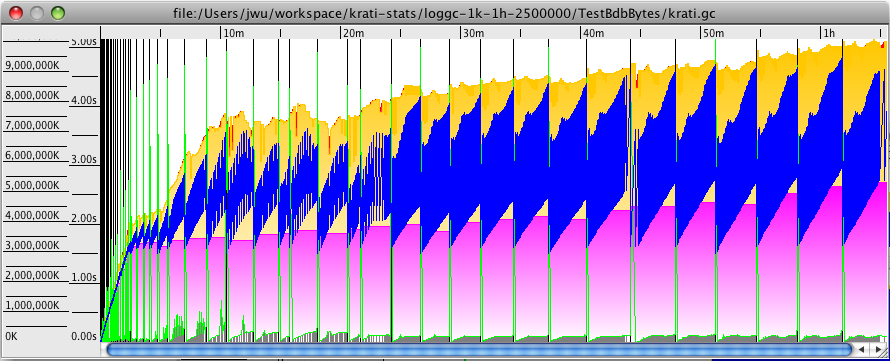 file:/Users/jwu/workspace/krati-stats/loggc-1k-1h-2500000/TestBdbBytes/krati.gc
10m
20m
30m
40m
50m
1h
5.00s
9,000,000K
8,000,000K
4.00s
7,000,000K
6,000,000K
3.00s
5,000,000K
4,000,000K
2.00s
3,000,000K
2,000,000K
1.00s
1,000,000K
0K
0.00s